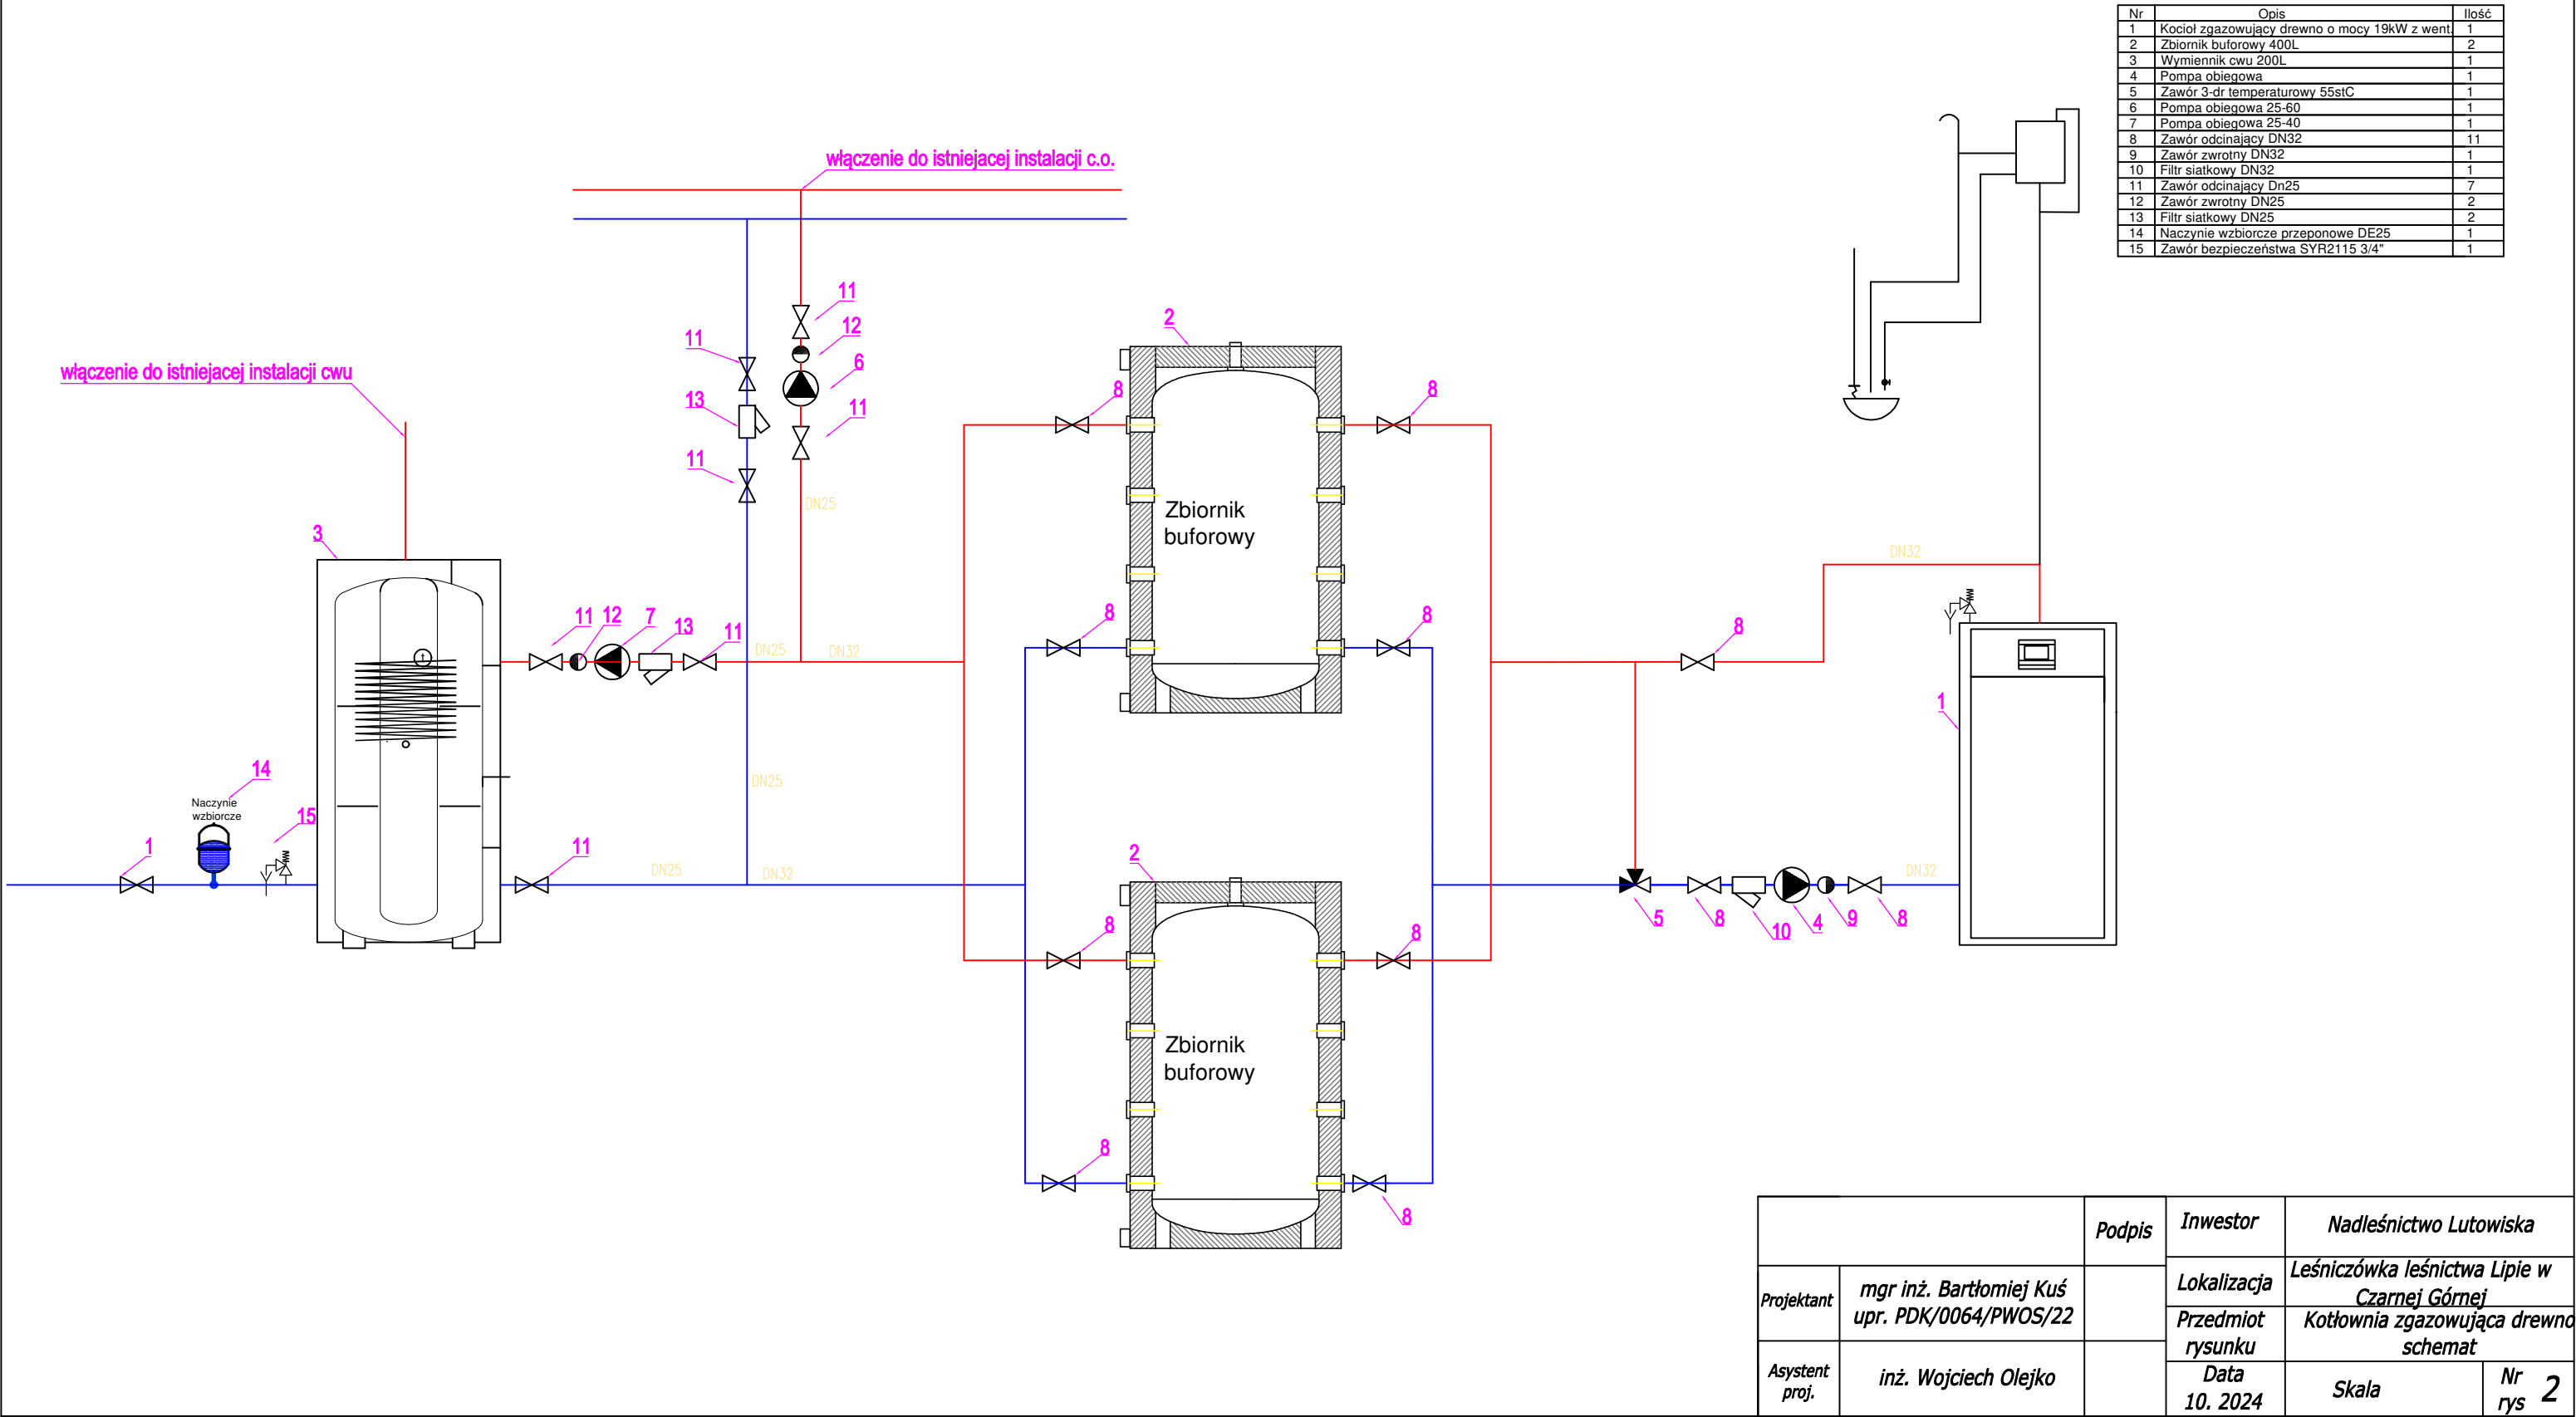 Nr Opis Ilość
1 Kocioł zgazowujący drewno o mocy 19kW z went. 1
2 Zbiornik buforowy 400L 2
3 Wymiennik cwu 200L 1
4 Pompa obiegowa 1
5 Zawór 3-dr temperaturowy 55stC 1
6 Pompa obiegowa 25-60 1
7 Pompa obiegowa 25-40 1
8 Zawór odcinający DN32 11
9 Zawór zwrotny DN32 1
10 Filtr siatkowy DN32 1
11 Zawór odcinający Dn25 7
12 Zawór zwrotny DN25 2
13 Filtr siatkowy DN25 2
14 Naczynie wzbiorcze przeponowe DE25 1
15 Zawór bezpieczeństwa SYR2115 3/4" 1
włączenie do istniejacej instalacji c.o.
11
12
11
6
13
11
11
DN25
włączenie do istniejacej instalacji cwu
3
t
11
12
7
13
11
DN25
DN32
DN25
14
Naczynie
wzbiorcze
15
1
11
DN25
DN32
2
8
8
Zbiornik
buforowy
8
8
2
8
8
Zbiornik
buforowy
8
8
DN32
8
1
5
8
10
4
9
8
DN32
Podpis
Inwestor
Nadleśnictwo Lutowiska
Projektant
mgr inż. Bartłomiej Kuś
upr. PDK/0064/PWOS/22
Lokalizacja
Leśniczówka leśnictwa Lipie w
Czarnej Górnej
Przedmiot
rysunku
Kotłownia zgazowująca drewno
schemat
Asystent
proj.
inż. Wojciech Olejko
Data
10. 2024
Skala
Nr
rys
2